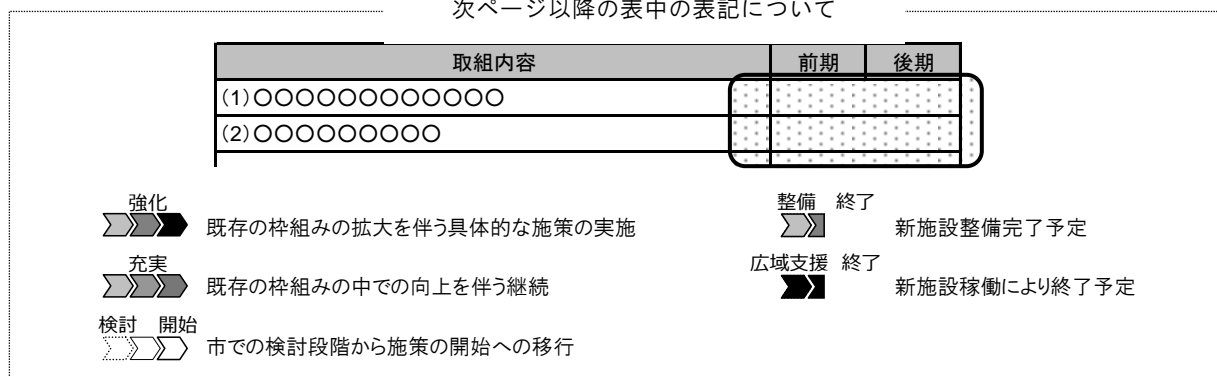 次ページ以降の表中の表記について
取組内容 前期 後期
(1)〇〇〇〇〇〇〇〇〇〇〇〇
(2)〇〇〇〇〇〇〇〇〇
強化
既存の枠組みの拡大を伴う具体的な施策の実施
充実
既存の枠組みの中での向上を伴う継続
検討 開始
市での検討段階から施策の開始への移行
整備 終了
新施設整備完了予定
広域支援 終了
新施設稼働により終了予定